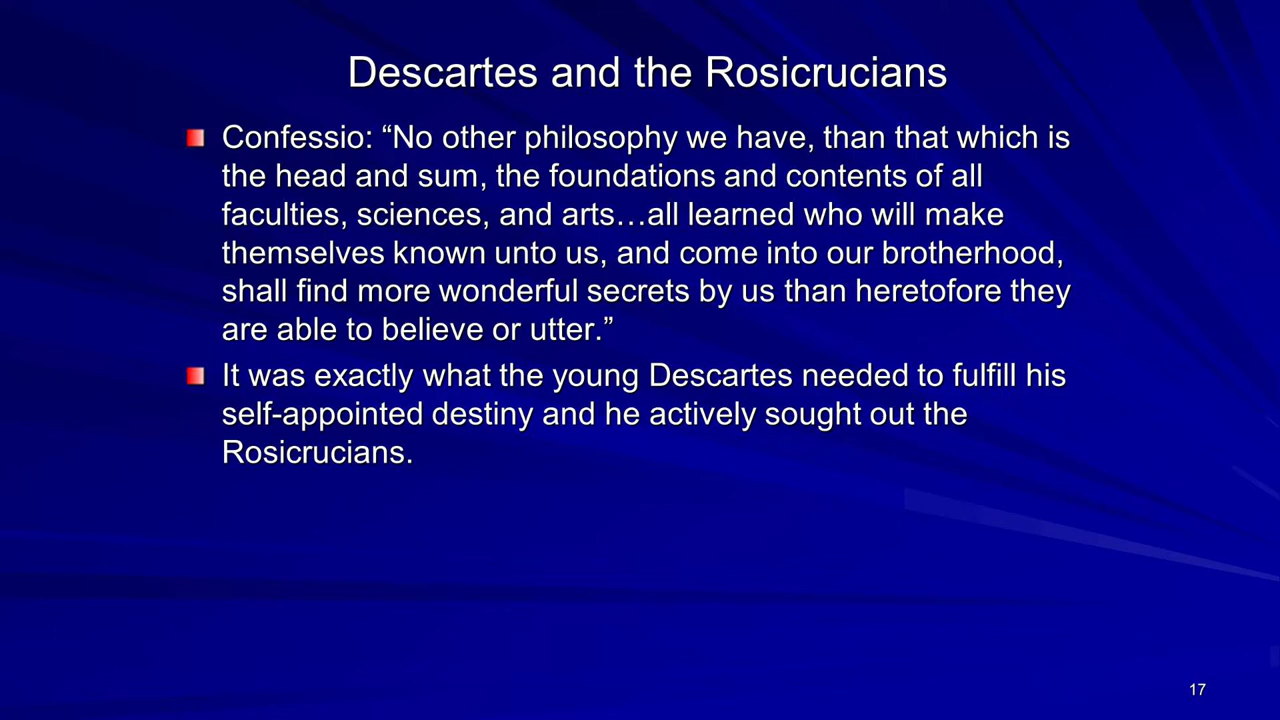 Descartes and the Rosicrucians
Confessio: “No other philosophy we have, than that which is
the head and sum, the foundations and contents of all
faculties, sciences, and arts…all learned who will make
themselves known unto us, and come into our brotherhood,
shall find more wonderful secrets by us than heretofore they
are able to believe or utter.”
It was exactly what the young Descartes needed to fulfill his
self-appointed destiny and he actively sought out the
Rosicrucians.
17